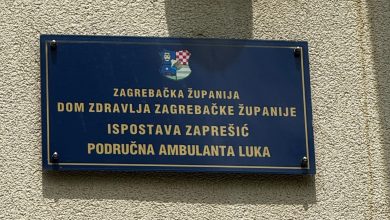 ZAGREBAČKA ŽUPANIJA
DOM ZDRAVLJA ZAGREBAČKE ŽUPANIJE
ISPOSTAVA ZAPREŠIĆ
PODRUČNA AMBULANTA LUKA